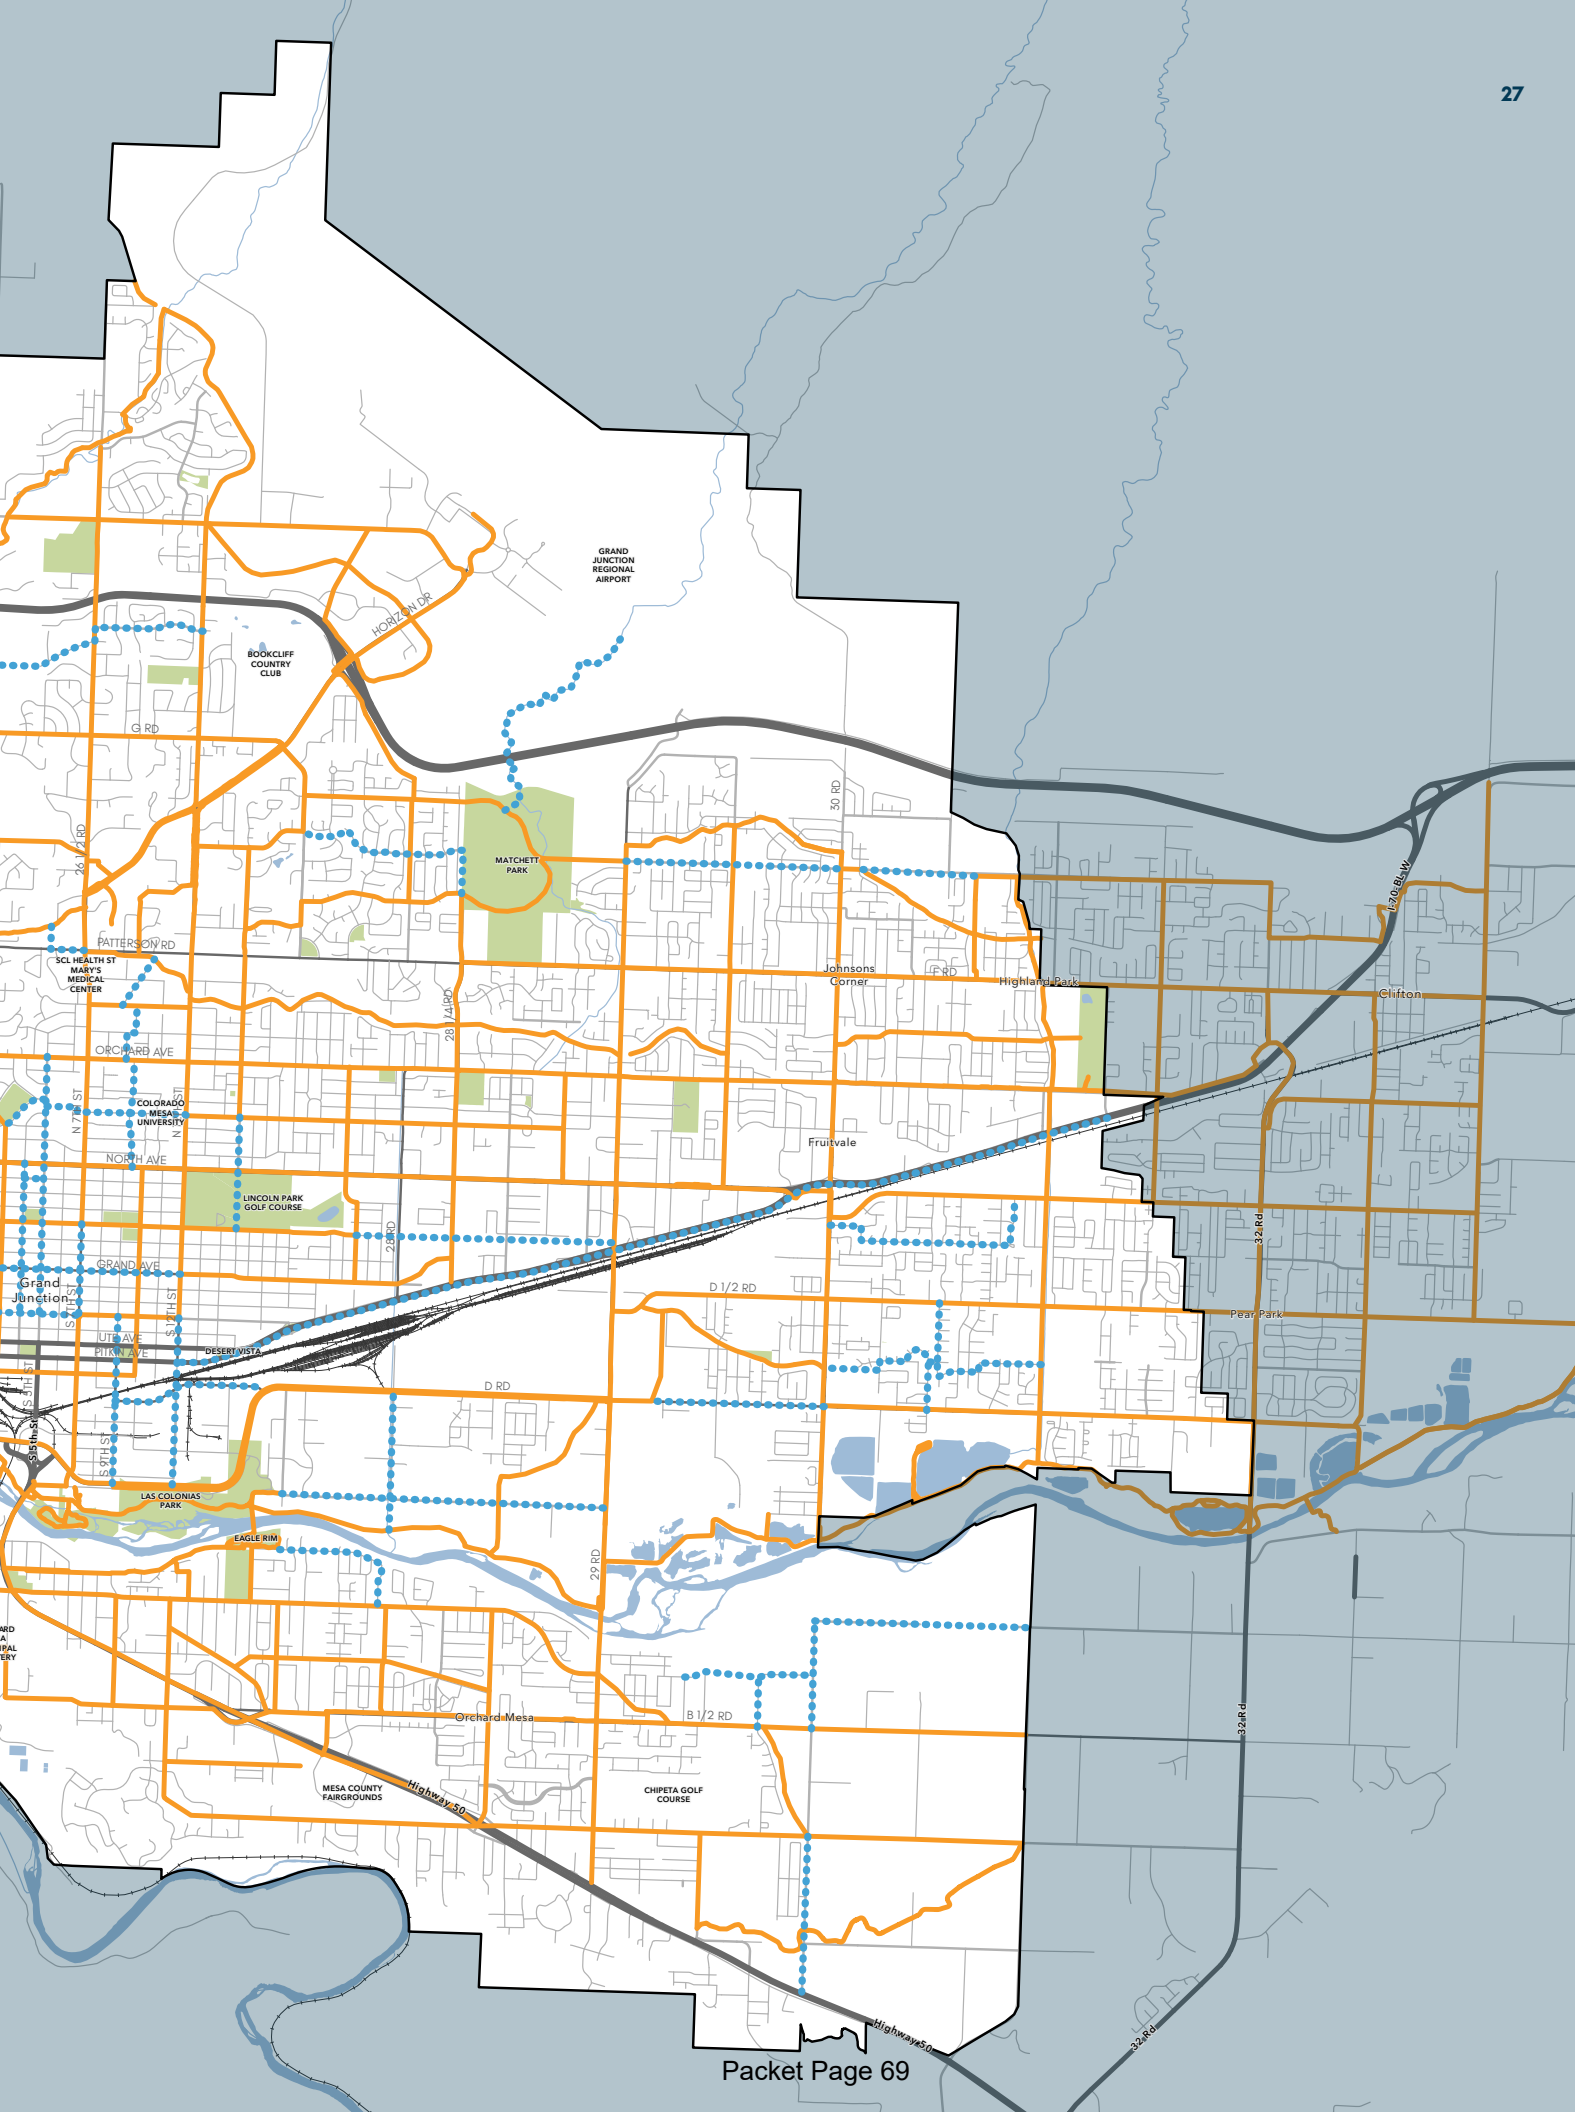 27
GRAND
JUNCTION
REGIONAL
AIRPORT
HORIZON DR
BOOKCLIFF
COUNTRY
CLUB
G RD
30 RD
26 1/2 RD
MATCHETT
PARK
I-70 BL W
PATTERSON RD
SCL HEALTH ST
MARY'S
MEDICAL
CENTER
Johnsons
Corner
F RD
Highland Park
Clifton
28 1/4 RD
ORCHARD AVE
N 7TH ST
COLORADO
MESA
UNIVERSITY
Fruitvale
NORTH AVE
LINCOLN PARK
GOLF COURSE
28 RD
32 Rd
GRAND AVE
Grand
Junction
D 1/2 RD
S 12TH ST
Pear Park
UTE AVE
PITKIN AVE
DESERT VISTA
S 5TH ST
D RD
S 5th St
S 9TH ST
LAS COLONIAS
PARK
EAGLE RIM
29 RD
Orchard Mesa
B 1/2 RD
32 Rd
MESA COUNTY
FAIRGROUNDS
Highway 50
CHIPETA GOLF
COURSE
Highway 50
32 Rd
Packet Page 69